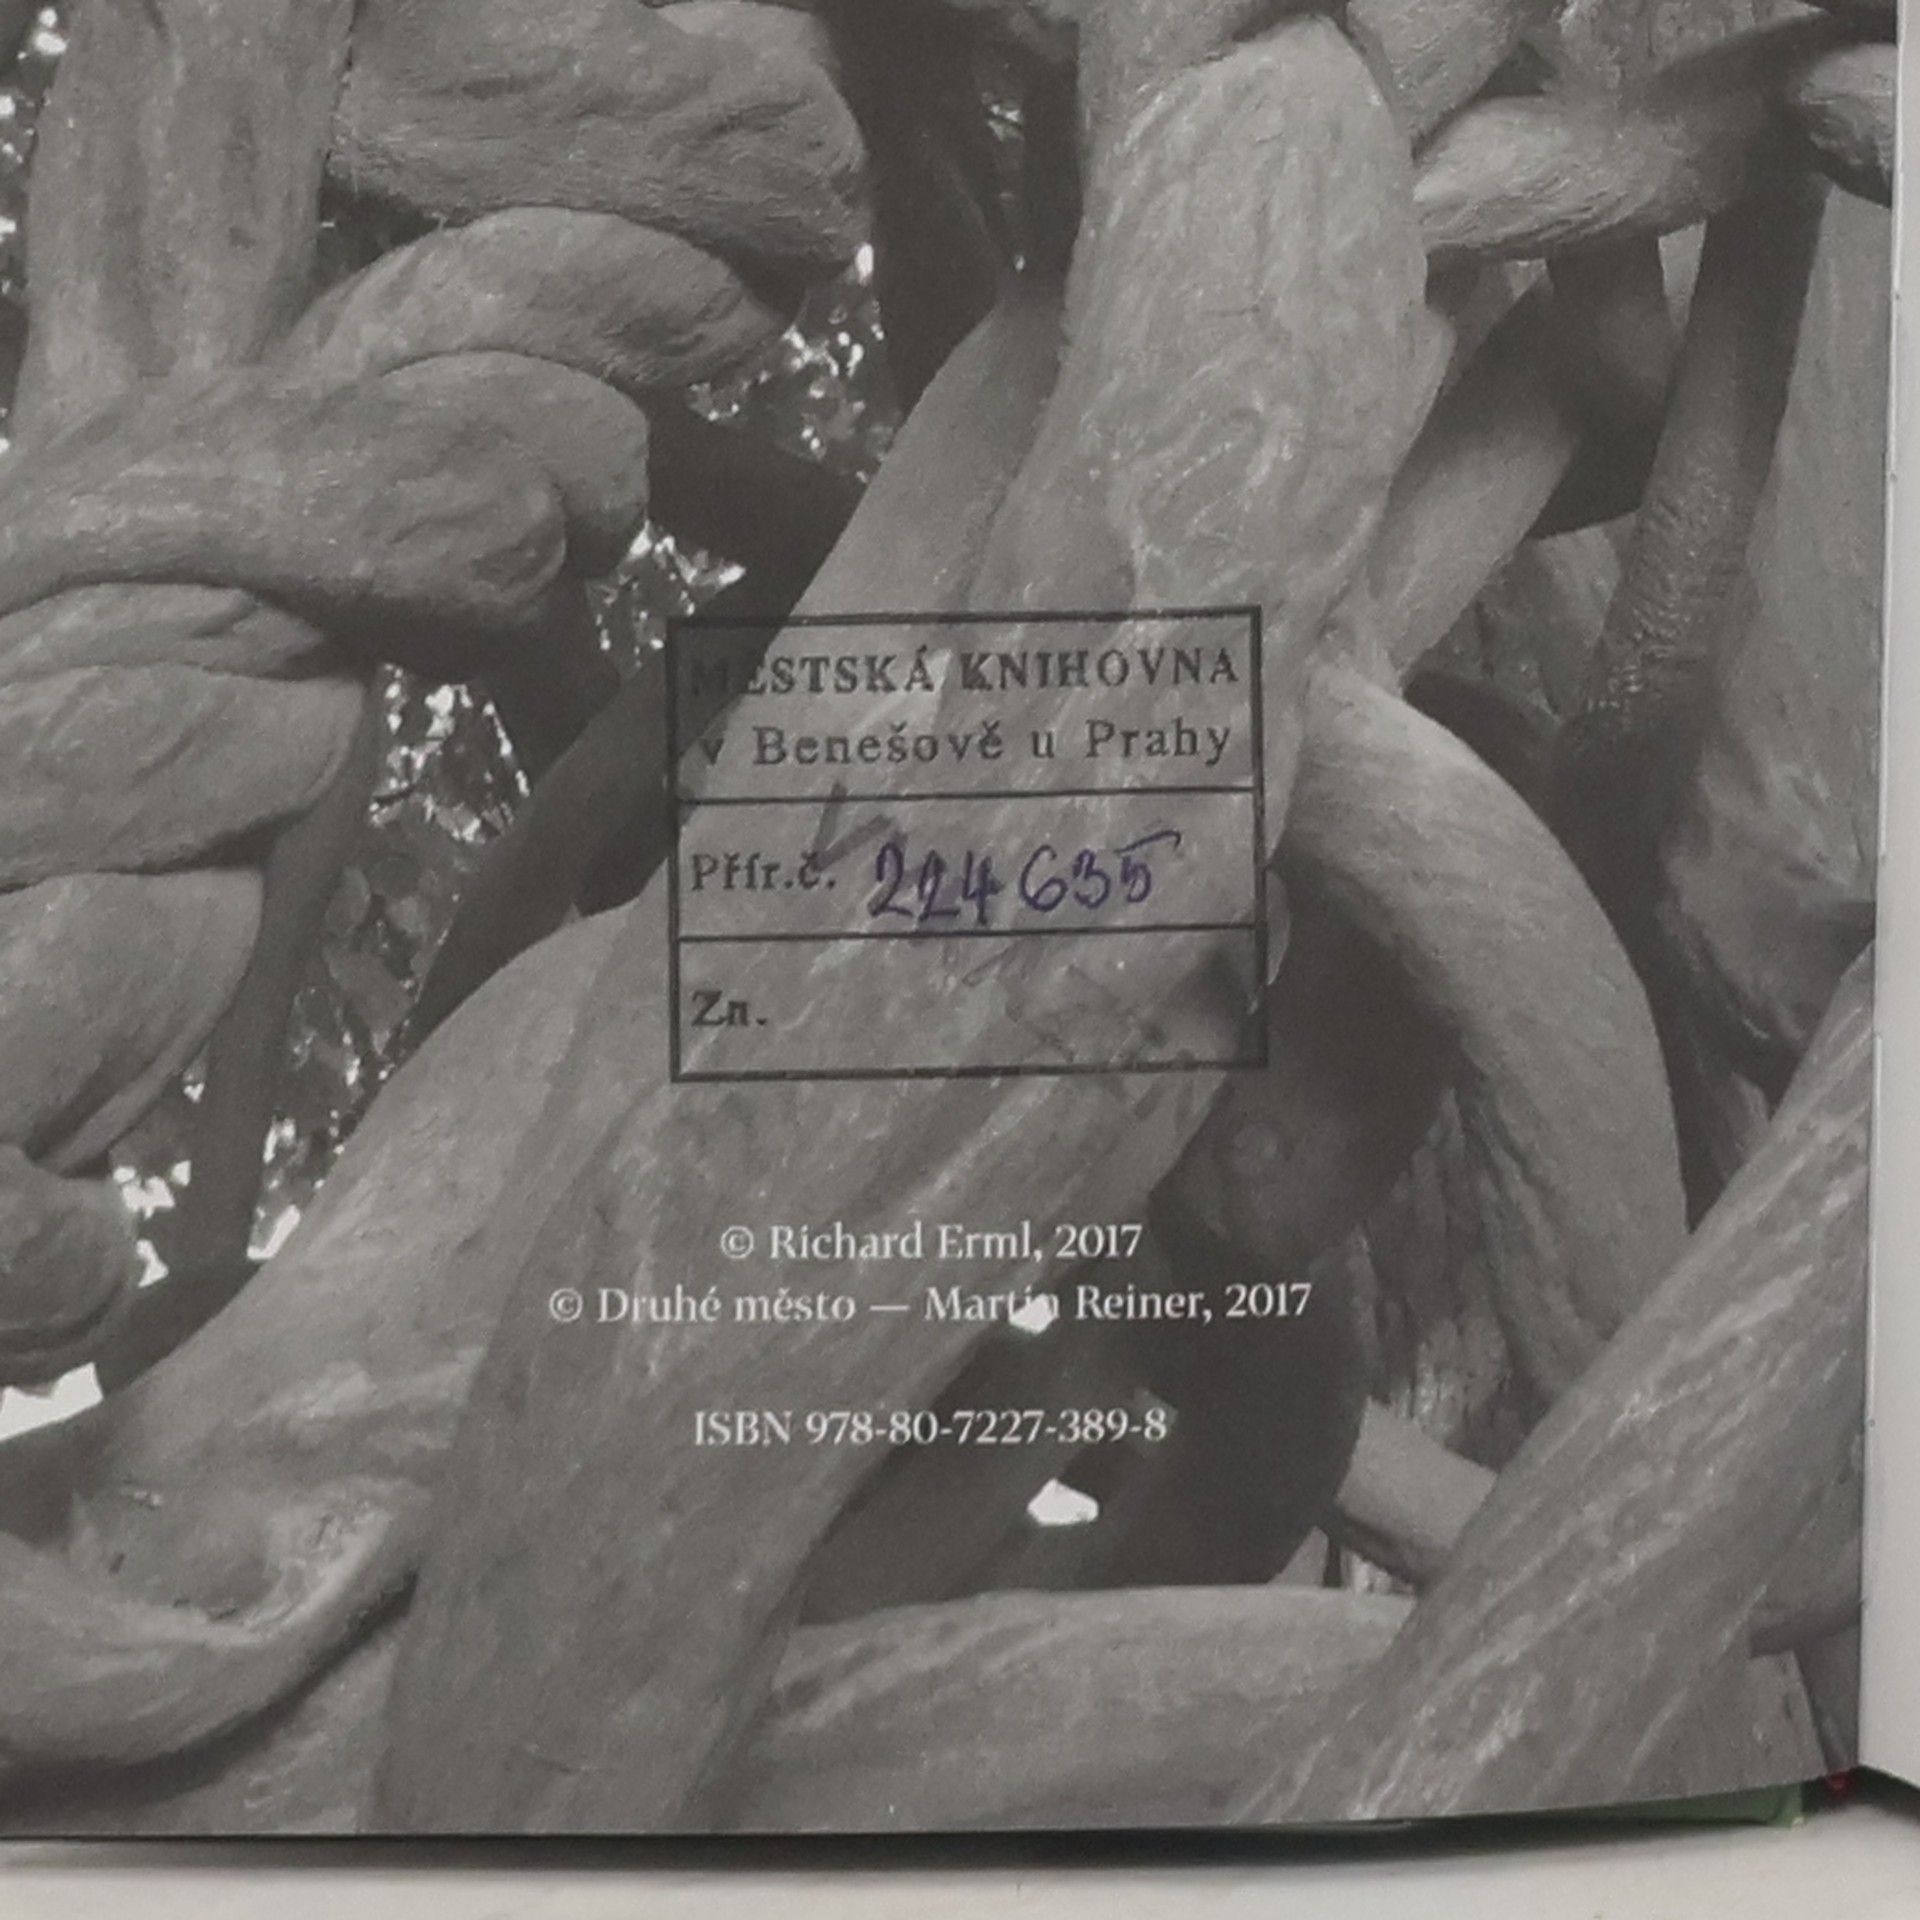 MĚSTSKÁ KNIHOVNA
v Benešově u Prahy
Přír.č. 224635
Zn.
© Richard Erml, 2017
© Druhé město — Martin Reiner, 2017
ISBN 978-80-7227-389-8